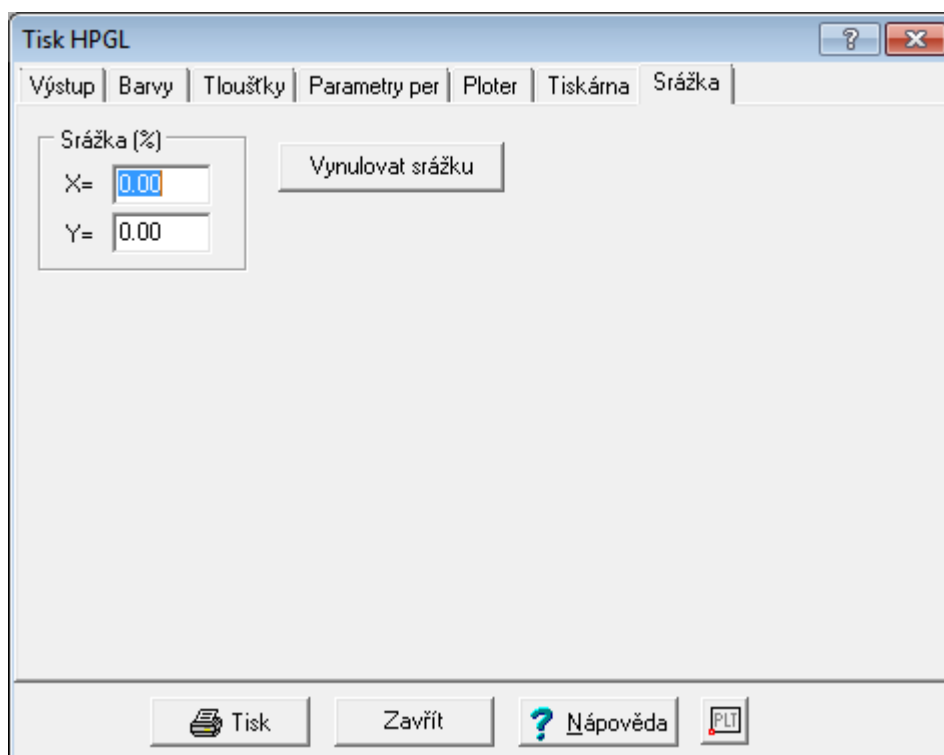 Tisk HPGL
Výstup Barvy Tloušťky Parametry per Ploter Tiskárna Srážka
Srážka (%)
X= 0.00
Vynulovat srážku
Y= 0.00
Tisk Zavřít ? Nápověda PLT